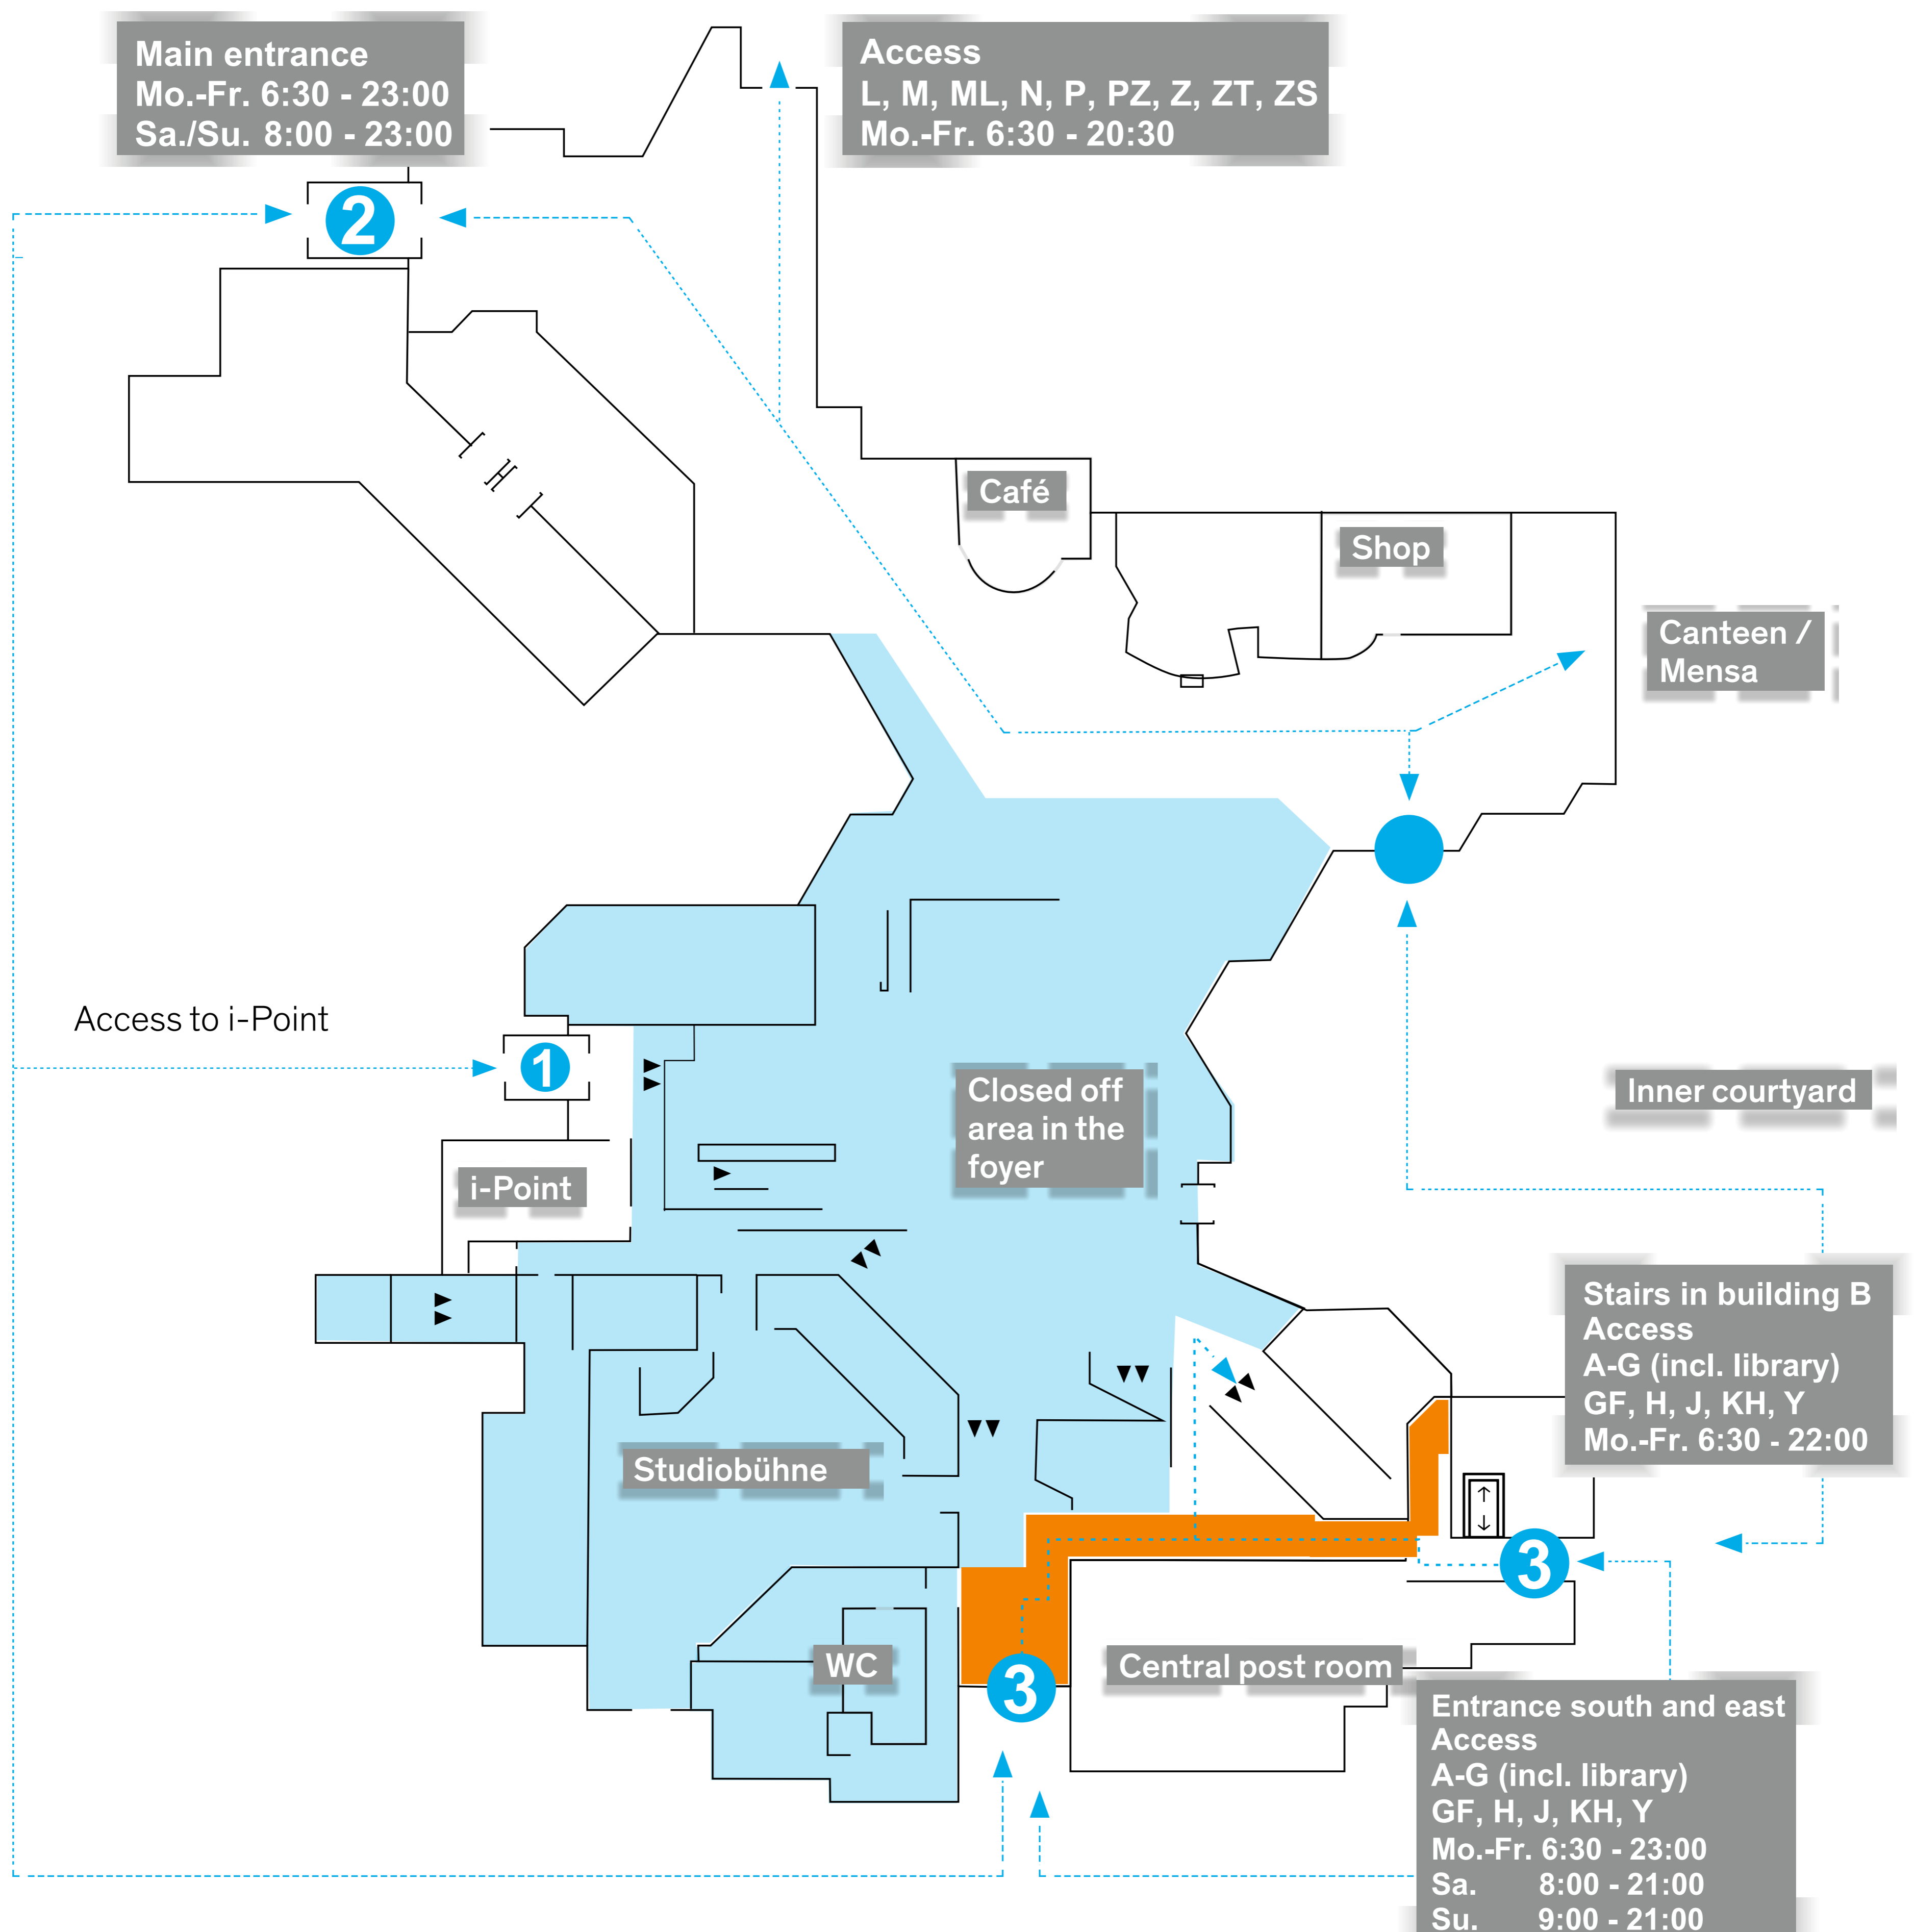 Main entrance
Mo.-Fr. 6:30 - 23:00
Sa./Su. 8:00 - 23:00
Access
L, M, ML, N, P, PZ, Z, ZT, ZS
Mo.-Fr. 6:30 - 20:30
2
Café
Shop
Canteen /
Mensa
Access to i-Point
1
Closed off
area in the
foyer
Inner courtyard
i-Point
Stairs in building B
Access
A-G (incl. library)
GF, H, J, KH, Y
Mo.-Fr. 6:30 - 22:00
Studiobühne
3
WC
3
Central post room
Entrance south and east
Access
A-G (incl. library)
GF, H, J, KH, Y
Mo.-Fr. 6:30 - 23:00
Sa. 8:00 - 21:00
Su. 9:00 - 21:00